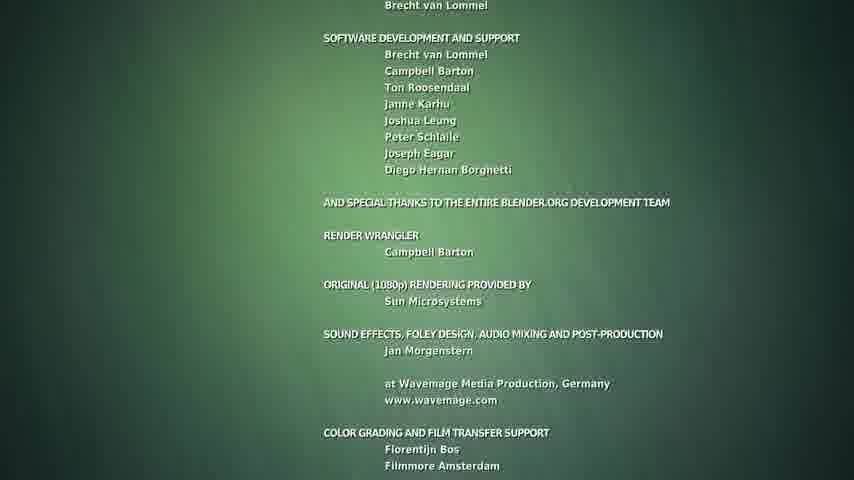 Brecht van Lommel
SOFTWARE DEVELOPMENT AND SUPPORT
Brecht van Lommel
Campbell Barton
Ton Roosendaal
Janne Karhu
Joshua Leung
Peter Schlaile
Joseph Eagar
Diego Hernan Borghetti
AND SPECIAL THANKS TO THE ENTIRE BLENDER.ORG DEVELOPMENT TEAM
RENDER WRANGLER
Campbell Barton
ORIGINAL (1080p) RENDERING PROVIDED BY
Sun Microsystems
SOUND EFFECTS, FOLEY DESIGN, AUDIO MIXING AND POST-PRODUCTION
Jan Morgenstern
at Wavemage Media Production, Germany
www.wavemage.com
COLOR GRADING AND FILM TRANSFER SUPPORT
Florentijn Bos
Filmmore Amsterdam